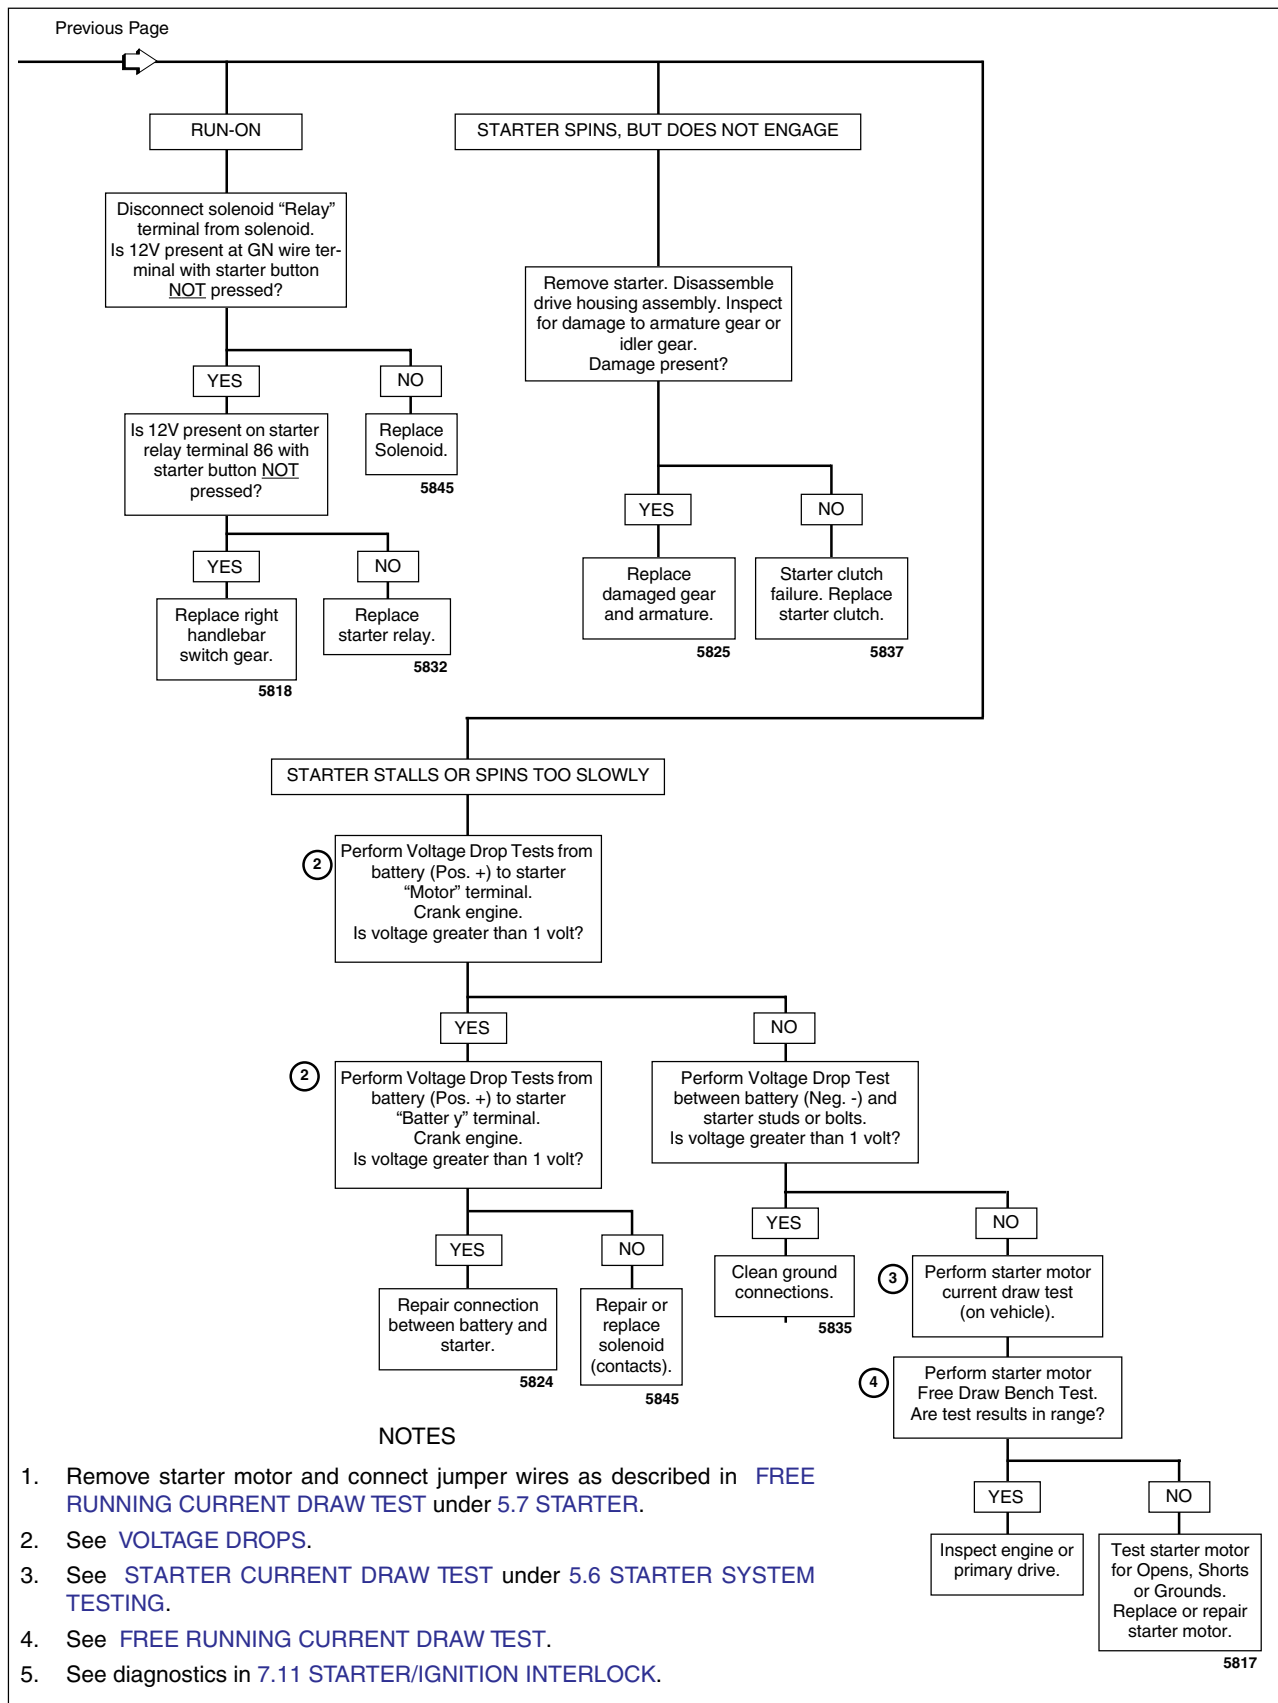 Previous Page
RUN-ON
STARTER SPINS, BUT DOES NOT ENGAGE
Disconnect solenoid “Relay”
terminal from solenoid.
Is 12V present at GN wire ter-
minal with starter button
NOT pressed?
YES
NO
Is 12V present on starter
relay terminal 86 with
starter button NOT
pressed?
Replace
Solenoid.
5845
YES
NO
Replace right
handlebar
switch gear.
5818
Replace
starter relay.
5832
Remove starter. Disassemble
drive housing assembly. Inspect
for damage to armature gear or
idler gear.
Damage present?
YES
NO
Replace
damaged gear
and armature.
5825
Starter clutch
failure. Replace
starter clutch.
5837
STARTER STALLS OR SPINS TOO SLOWLY
2
Perform Voltage Drop Tests from
battery (Pos. +) to starter
“Motor” terminal.
Crank engine.
Is voltage greater than 1 volt?
YES
NO
2
Perform Voltage Drop Tests from
battery (Pos. +) to starter
“Batter y” terminal.
Crank engine.
Is voltage greater than 1 volt?
Perform Voltage Drop Test
between battery (Neg. -) and
starter studs or bolts.
Is voltage greater than 1 volt?
YES
NO
YES
NO
Repair connection
between battery and
starter.
5824
Repair or
replace
solenoid
(contacts).
5845
Clean ground
connections.
5835
3
Perform starter motor
current draw test
(on vehicle).
4
Perform starter motor
Free Draw Bench Test.
Are test results in range?
YES
NO
Inspect engine or
primary drive.
Test starter motor
for Opens, Shorts
or Grounds.
Replace or repair
starter motor.
5817
NOTES
1. Remove starter motor and connect jumper wires as described in FREE
RUNNING CURRENT DRAW TEST under 5.7 STARTER.
2. See VOLTAGE DROPS.
3. See STARTER CURRENT DRAW TEST under 5.6 STARTER SYSTEM
TESTING.
4. See FREE RUNNING CURRENT DRAW TEST.
5. See diagnostics in 7.11 STARTER/IGNITION INTERLOCK.